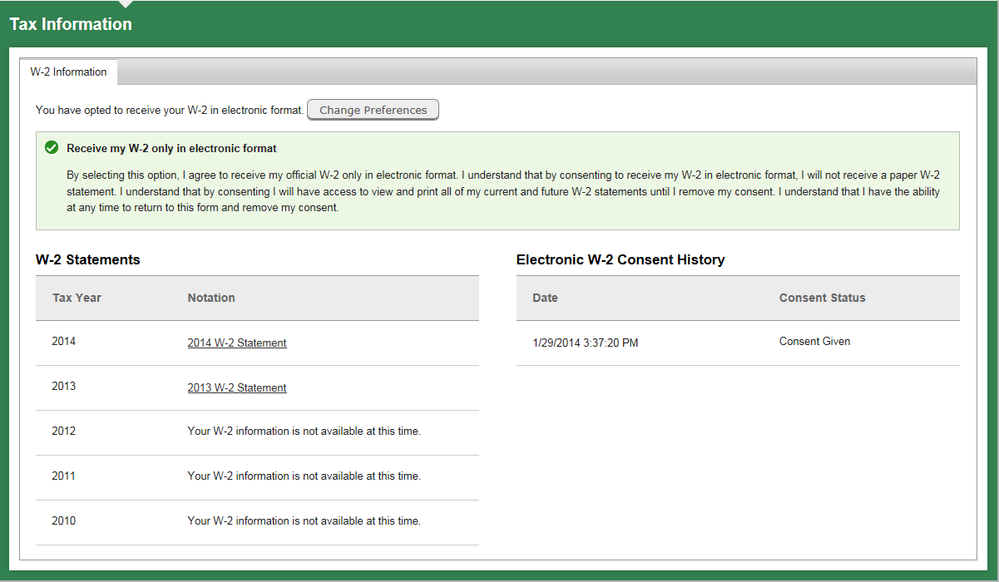 Tax Information
W-2 Information
You have opted to receive your W-2 in electronic format. Change Preferences
Receive my W-2 only in electronic format
By selecting this option, I agree to receive my official W-2 only in electronic format. I understand that by consenting to receive my W-2 in electronic format, I will not receive a paper W-2
statement. I understand that by consenting I will have access to view and print all of my current and future W-2 statements until I remove my consent. I understand that I have the ability
at any time to return to this form and remove my consent.
W-2 Statements
Tax Year Notation
2014 2014 W-2 Statement
2013 2013 W-2 Statement
2012 Your W-2 information is not available at this time.
2011 Your W-2 information is not available at this time.
2010 Your W-2 information is not available at this time.
Electronic W-2 Consent History
Date Consent Status
1/29/2014 3:37:20 PM Consent Given